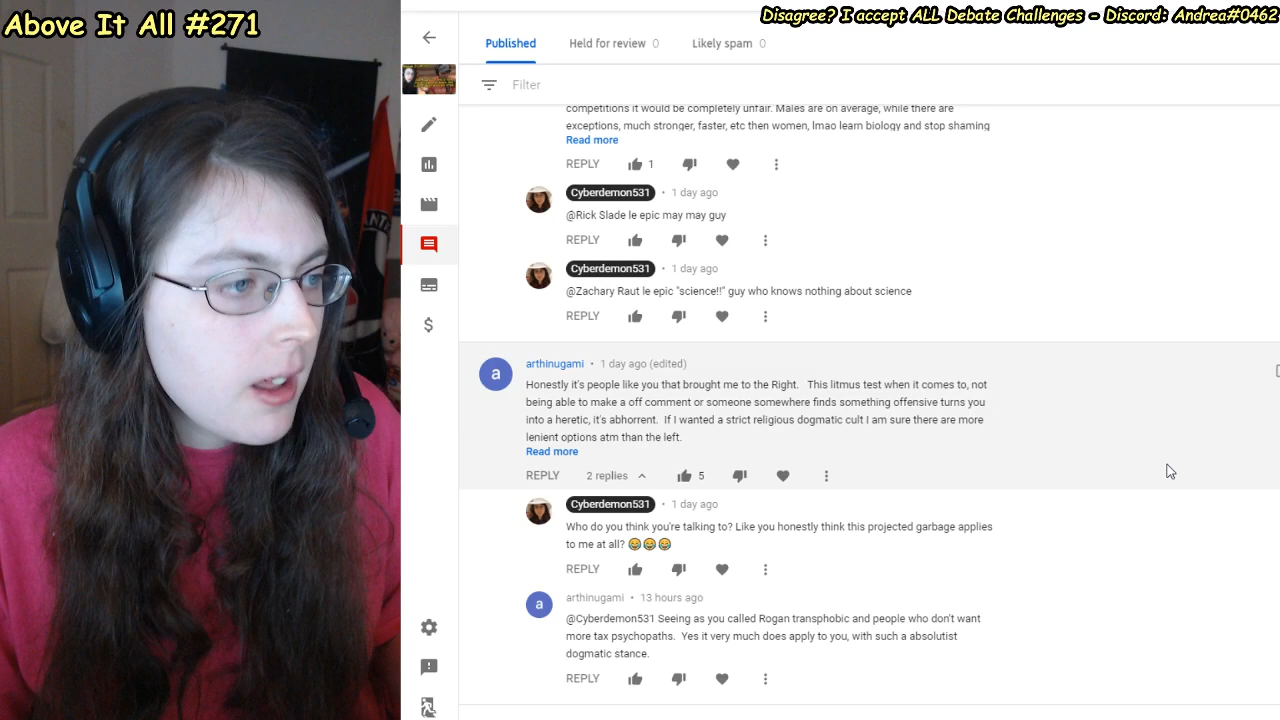 Above It All #271
Disagree? I accept ALL Debate Challenges - Discord: Andrea#0462
Published Held for review 0 Likely spam 0
Filter
competitions it would be completely unfair. Males are on average, while there are
exceptions, much stronger, faster, etc then women, lmao learn biology and stop shaming
Read more
REPLY 1
Cyberdemon531 • 1 day ago
@Rick Slade le epic may may guy
REPLY
Cyberdemon531 • 1 day ago
@Zachary Raut le epic "science!!" guy who knows nothing about science
REPLY
a
arthinugami • 1 day ago (edited)
Honestly it's people like you that brought me to the Right. This litmus test when it comes to, not
being able to make a off comment or someone somewhere finds something offensive turns you
into a heretic, it's abhorrent. If I wanted a strict religious dogmatic cult I am sure there are more
lenient options atm than the left.
Read more
REPLY 2 replies 5
Cyberdemon531 • 1 day ago
Who do you think you're talking to? Like you honestly think this projected garbage applies
to me at all? 😂😂😂
REPLY
a
arthinugami • 13 hours ago
@Cyberdemon531 Seeing as you called Rogan transphobic and people who don't want
more tax psychopaths. Yes it very much does apply to you, with such a absolutist
dogmatic stance.
REPLY